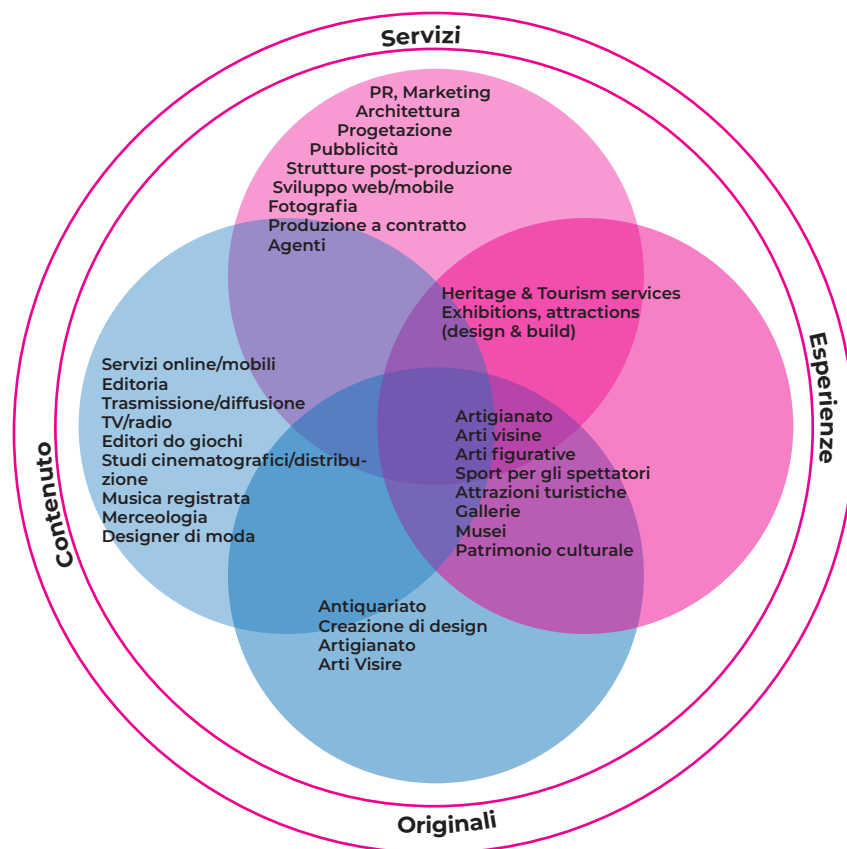 Servizi
PR, Marketing
Architettura
Progetazione
Pubblicità
Strutture post-produzione
Sviluppo web/mobile
Fotografia
Produzione a contratto
Agenti
Heritage & Tourism services
Exhibitions, attractions
(design & build)
Esperienze
Contenuto
Servizi online/mobili
Editoria
Trasmissione/diffusione
TV/radio
Editori do giochi
Studi cinematografici/distribu-
zione
Musica registrata
Merceologia
Designer di moda
Artigianato
Arti visine
Arti figurative
Sport per gli spettatori
Attrazioni turistiche
Gallerie
Musei
Patrimonio culturale
Antiquariato
Creazione di design
Artigianato
Arti Visire
Originali